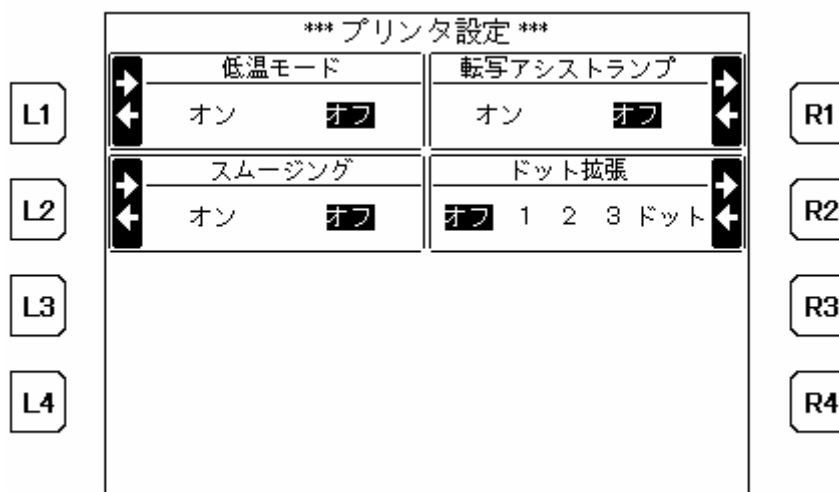 *** プリンタ設定 ***
低温モード 転写アシストランプ
L1 オン オフ オン オフ R1
スムージング ドット拡張
L2 オン オフ オフ 1 2 3 ドット R2
L3 R3
L4 R4